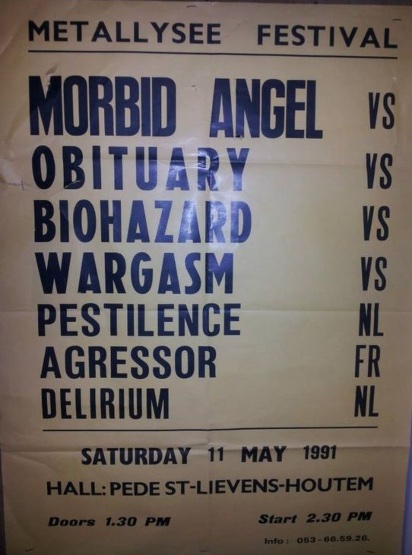 METALLYSEE FESTIVAL
MORBID ANGEL VS
OBITUARY VS
BIOHAZARD VS
WARGASM VS
PESTILENCE NL
AGRESSOR FR
DELIRIUM NL
SATURDAY 11 MAY 1991
HALL: PEDE ST-LIEVENS-HOUTEM
Doors 1.30 PM Start 2.30 PM
Info: 053-66.59.26.